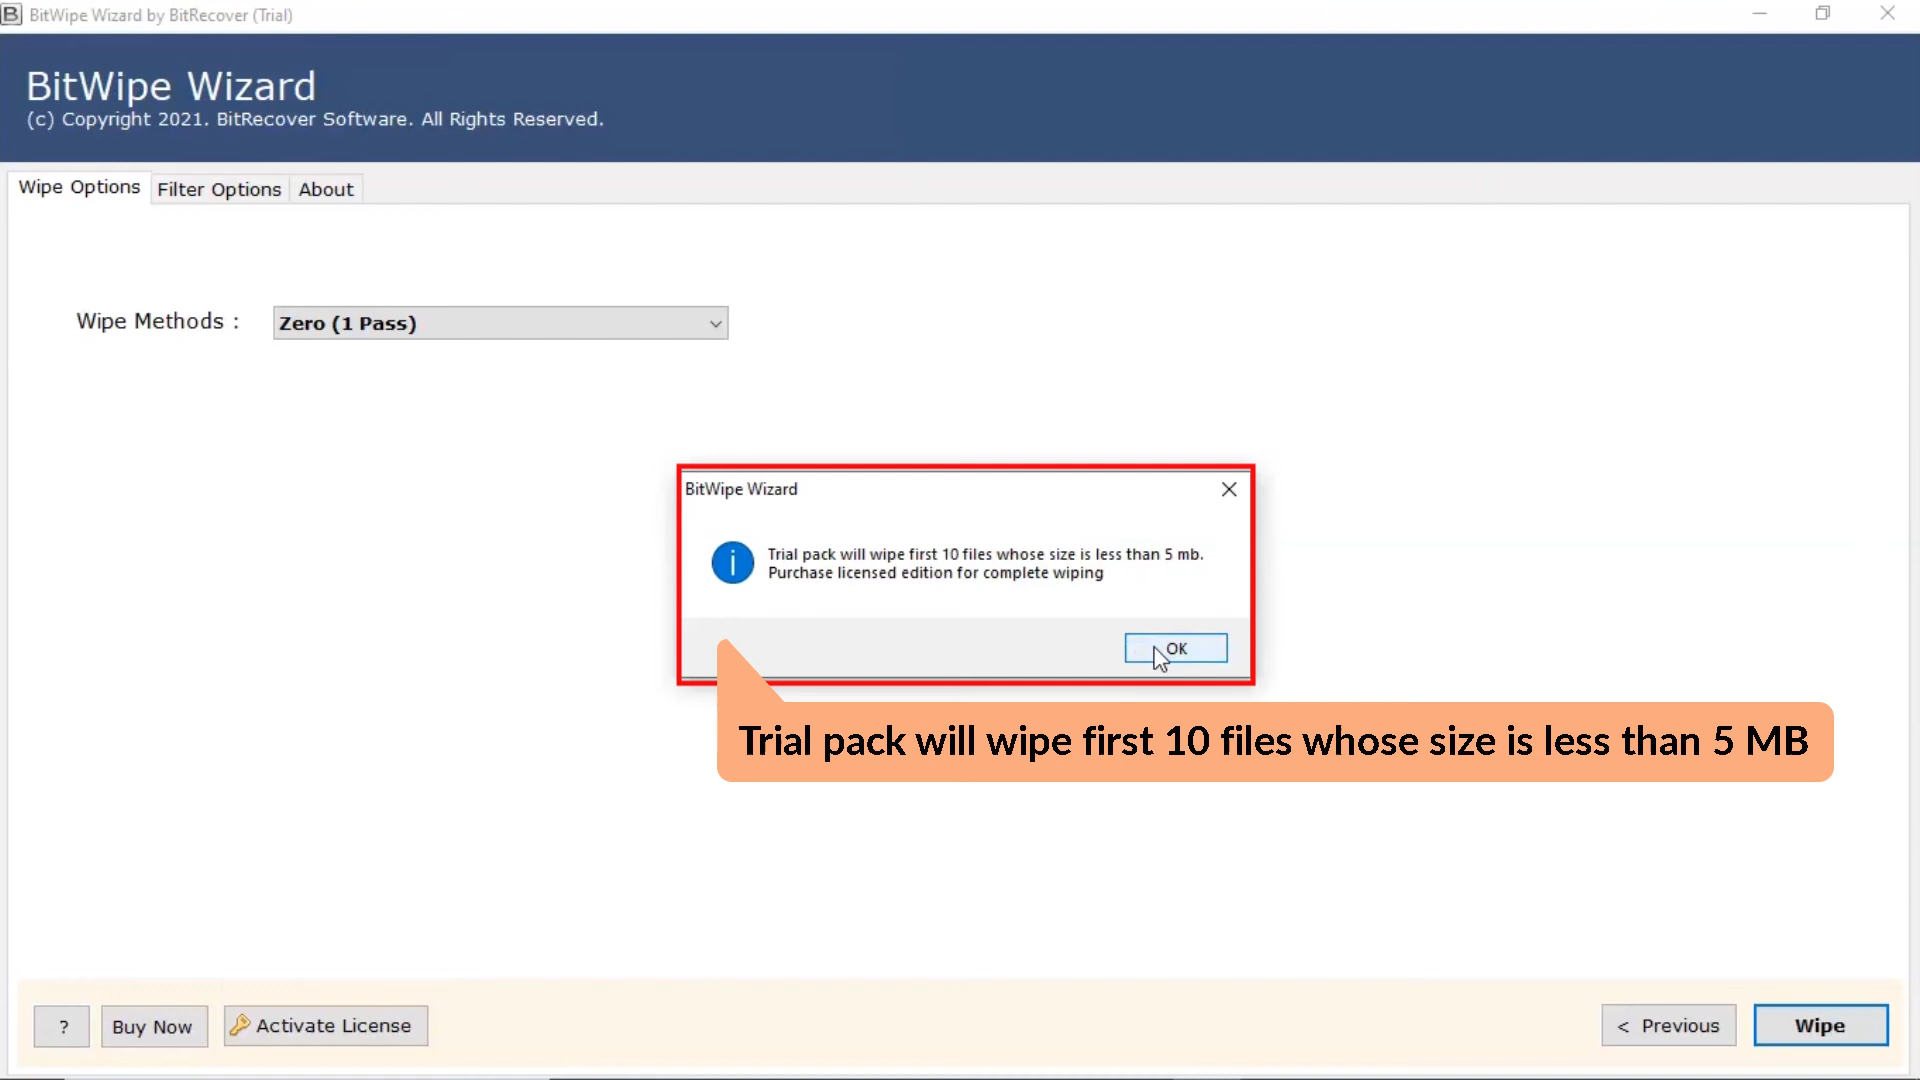 BitWipe Wizard by BitRecover (Trial)
BitWipe Wizard
(c) Copyright 2021. BitRecover Software. All Rights Reserved.
Wipe Options Filter Options About
Wipe Methods : Zero (1 Pass)
BitWipe Wizard
Trial pack will wipe first 10 files whose size is less than 5 mb.
Purchase licensed edition for complete wiping
OK
Trial pack will wipe first 10 files whose size is less than 5 MB
? Buy Now Activate License < Previous Wipe